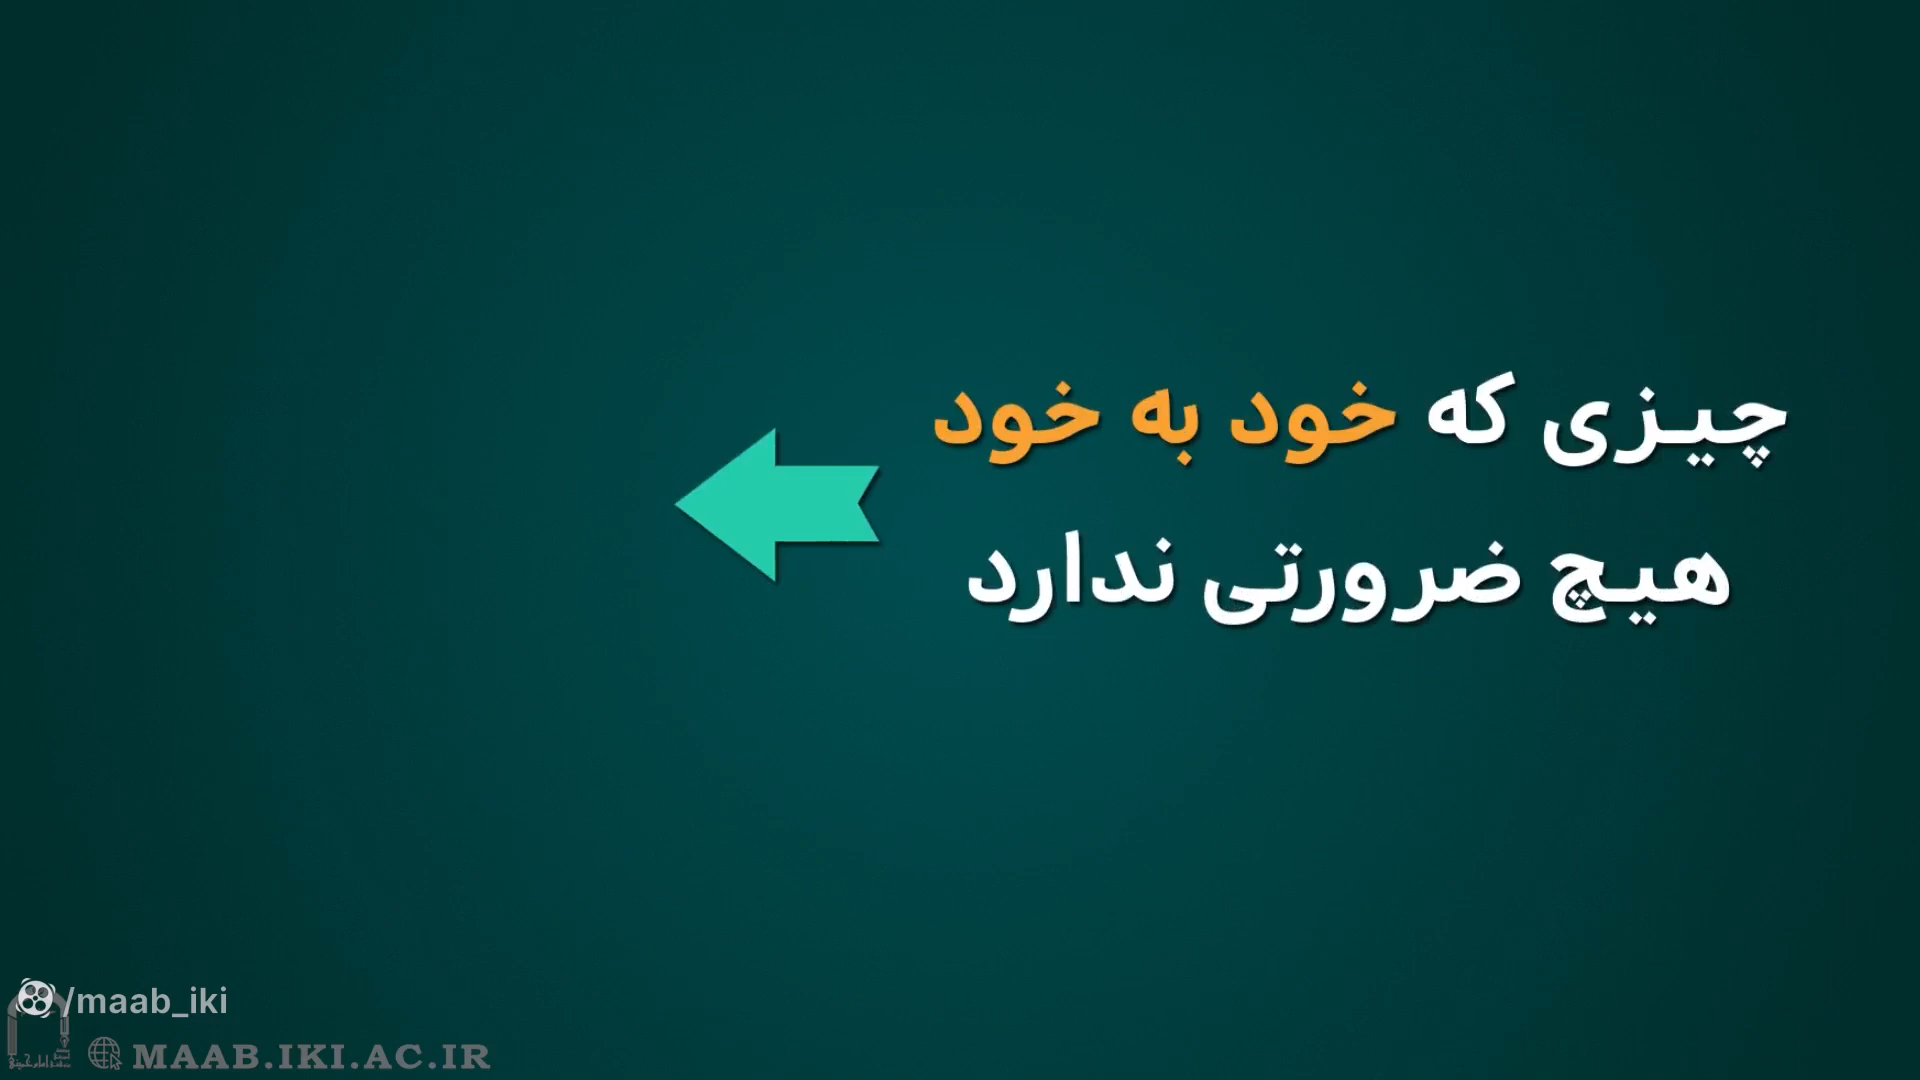 چیزی که خود به خود
هیچ ضرورتی ندارد
/maab_iki
MAAB.IKI.AC.IR